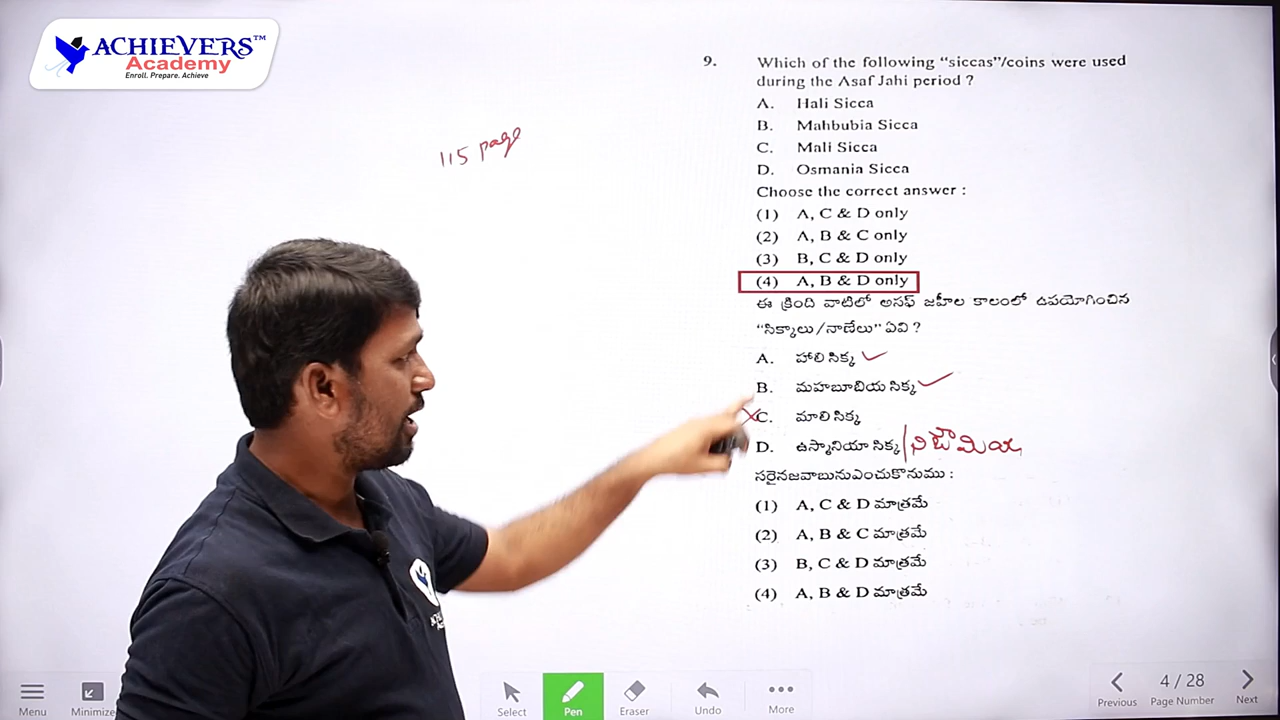 ACHIEVERS™
Academy
Enroll. Prepare. Achieve
115 page
9. Which of the following “siccas”/coins were used
during the Asaf Jahi period ?
A. Hali Sicca
B. Mahbubia Sicca
C. Mali Sicca
D. Osmania Sicca
Choose the correct answer :
(1) A, C & D only
(2) A, B & C only
(3) B, C & D only
(4) A, B & D only
ఈ క్రింది వాటిలో అసఫ్ జహీల కాలంలో ఉపయోగించిన
“సిక్కాలు/నాణేలు” ఏవి ?
A. హాలి సిక్క
B. మహబూబియ సిక్క
C. మాలి సిక్క
D. ఉస్మానియా సిక్క/నిజామియ
సరైనజవాబునుఎంచుకొనుము :
(1) A, C & D మాత్రమే
(2) A, B & C మాత్రమే
(3) B, C & D మాత్రమే
(4) A, B & D మాత్రమే
Menu
Minimize
Select
Pen
Eraser
Undo
More
Previous
4 / 28
Page Number
Next